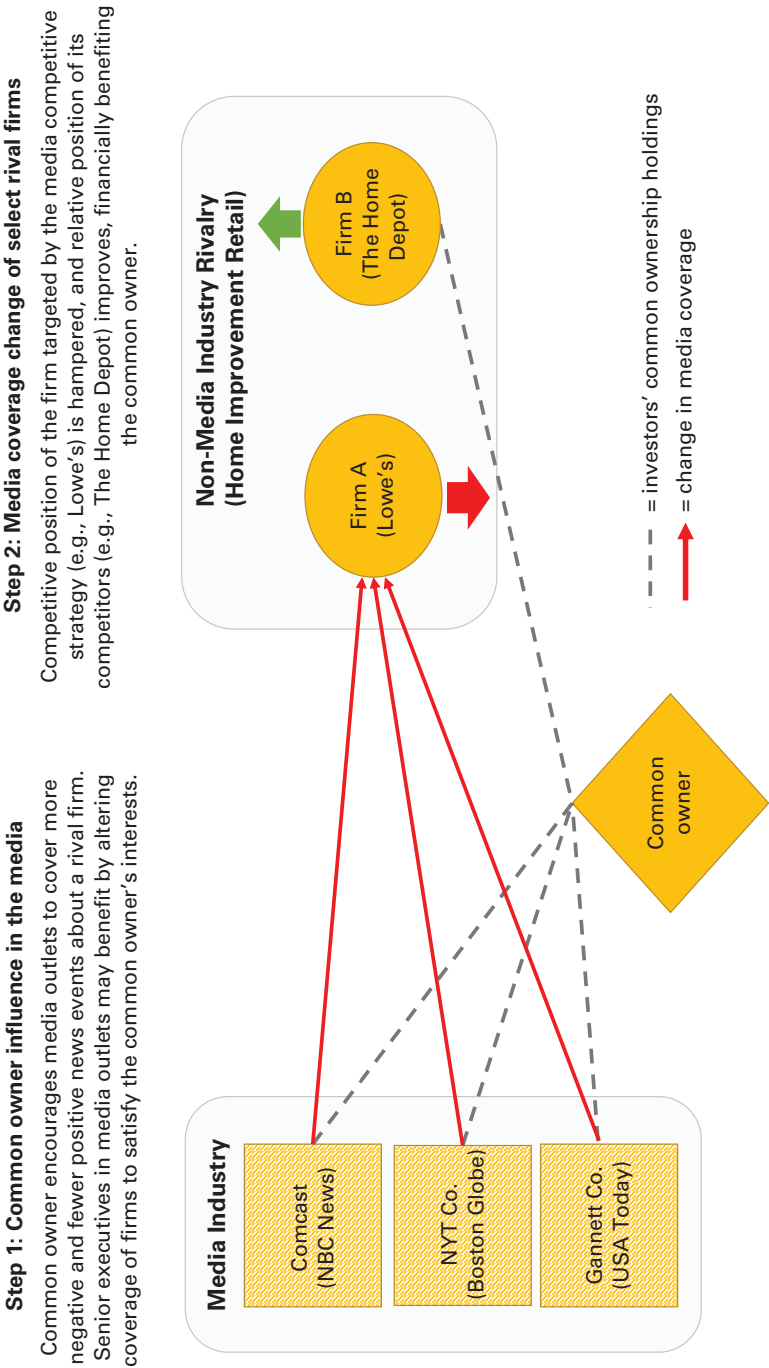 Step 1: Common owner influence in the media
Common owner encourages media outlets to cover more
negative and fewer positive news events about a rival firm.
Senior executives in media outlets may benefit by altering
coverage of firms to satisfy the common owner's interests.
Step 2: Media coverage change of select rival firms
Competitive position of the firm targeted by the media competitive
strategy (e.g., Lowe's) is hampered, and relative position of its
competitors (e.g., The Home Depot) improves, financially benefiting
the common owner.
Media Industry
Comcast
(NBC News)
NYT Co.
(Boston Globe)
Gannett Co.
(USA Today)
Non-Media Industry Rivalry
(Home Improvement Retail)
Firm A
(Lowe's)
Firm B
(The Home
Depot)
Common
owner
= investors' common ownership holdings
= change in media coverage